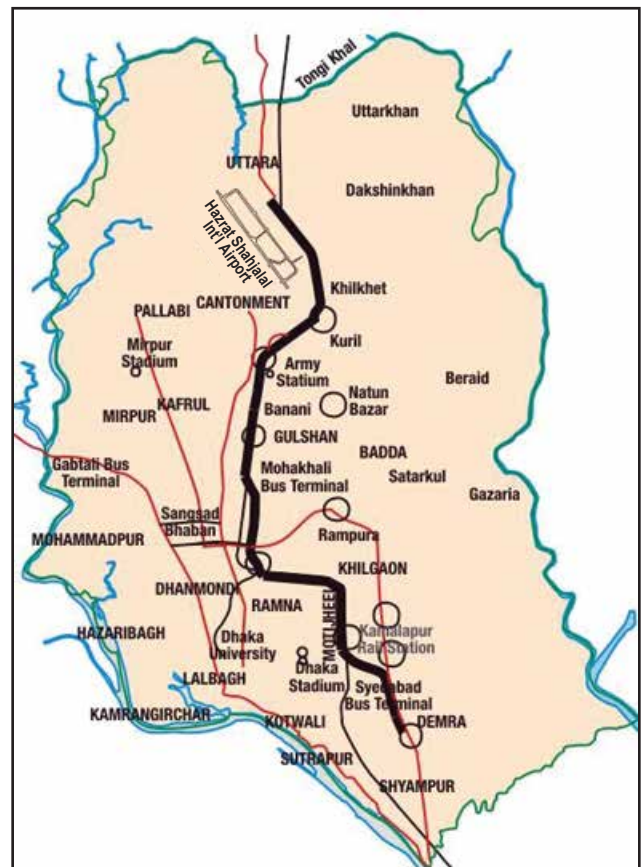 Tongi Khal
Uttarkhan
UTTARA
Dakshinkhan
Hazrat Shahjalal
Int'l Airport
Khilkhet
CANTONMENT
PALLABI
Kuril
Mirpur
Stadium
Army
Statium
Beraid
Natun
Bazar
KAFRUL
Banani
MIRPUR
GULSHAN
BADDA
Gabtali Bus
Terminal
Mohakhali
Bus Terminal
Satarkul
Gazaria
Sangsad
Bhaban
Rampura
MOHAMMADPUR
KHILGAON
DHANMONDI
RAMNA
MOTIJHEEL
HAZARIBAGH
Dhaka
University
Kamalapur
Rail Station
Dhaka
Stadium
LALBAGH
Syedabad
Bus Terminal
KAMRANGIRCHAR
KOTWALI
DEMRA
SUTRAPUR
SHYAMPUR